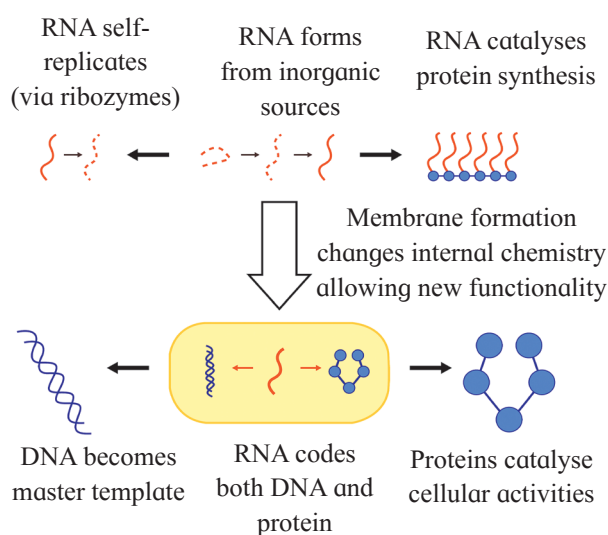 RNA self-
replicates
(via ribozymes)
RNA forms
from inorganic
sources
RNA catalyses
protein synthesis
Membrane formation
changes internal chemistry
allowing new functionality
DNA becomes
master template
RNA codes
both DNA and
protein
Proteins catalyse
cellular activities